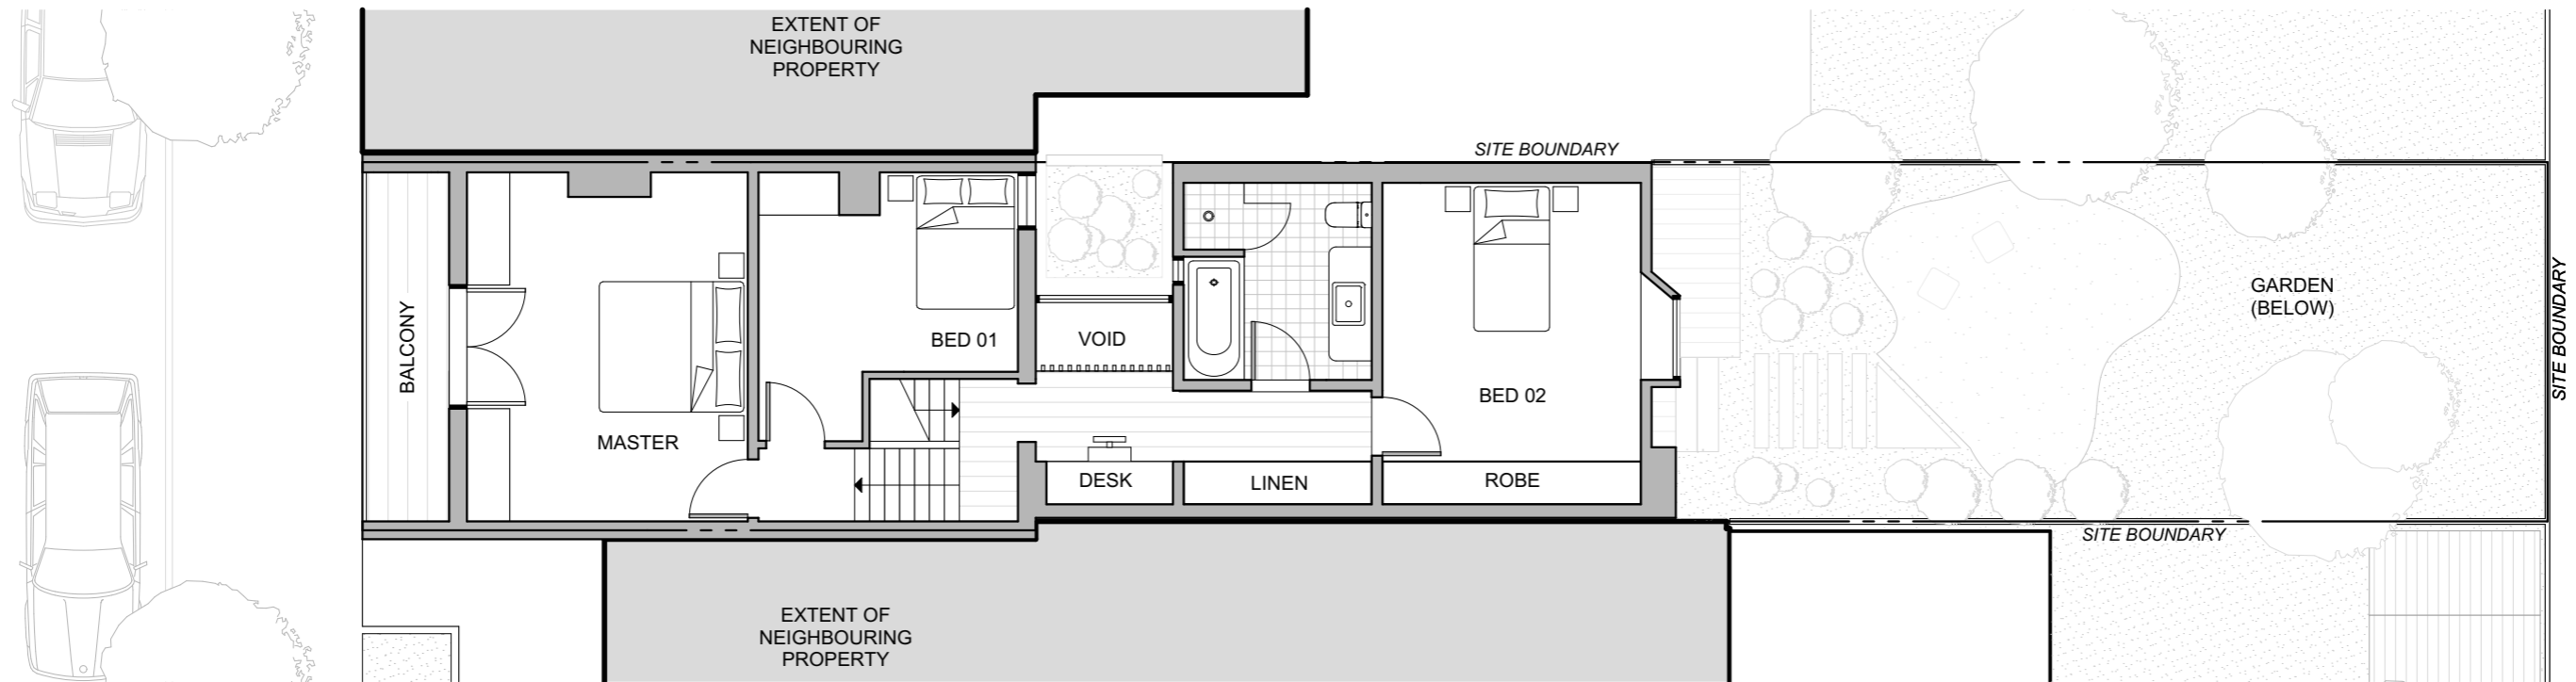 EXTENT OF
NEIGHBOURING
PROPERTY
SITE BOUNDARY
BALCONY
MASTER
BED 01
VOID
BED 02
DESK
LINEN
ROBE
GARDEN
(BELOW)
SITE BOUNDARY
SITE BOUNDARY
EXTENT OF
NEIGHBOURING
PROPERTY